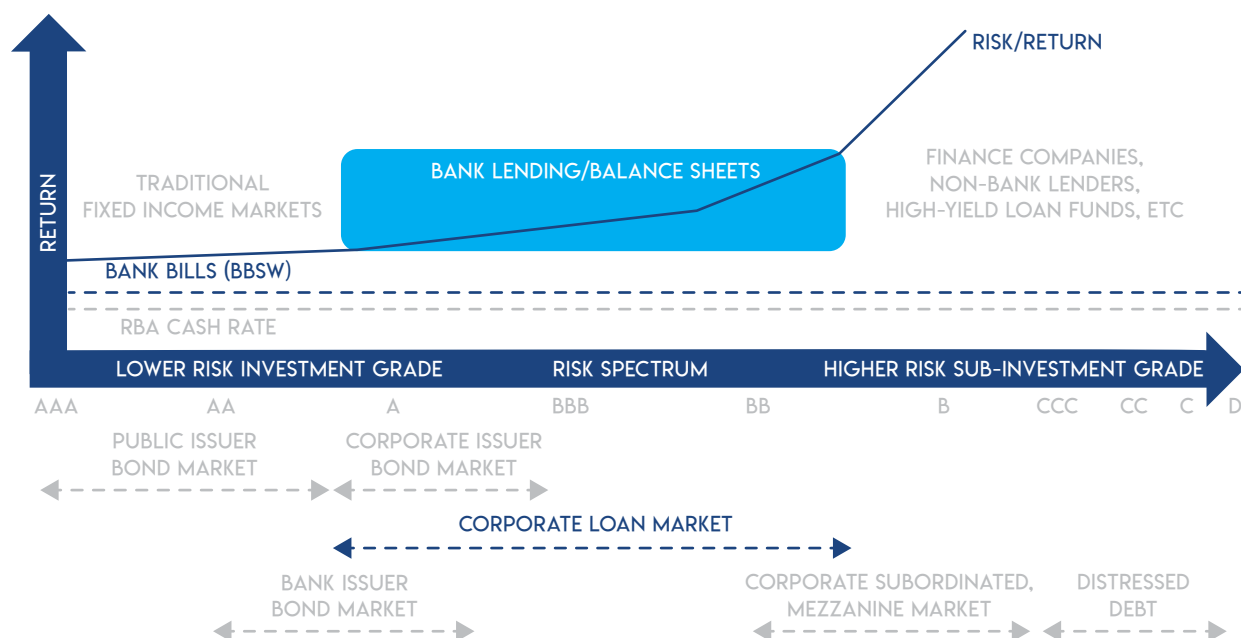 RISK/RETURN
BANK LENDING/BALANCE SHEETS
FINANCE COMPANIES,
NON-BANK LENDERS,
HIGH-YIELD LOAN FUNDS, ETC
TRADITIONAL
FIXED INCOME MARKETS
RETURN
BANK BILLS (BBSW)
RBA CASH RATE
LOWER RISK INVESTMENT GRADE
RISK SPECTRUM
HIGHER RISK SUB-INVESTMENT GRADE
AAA
AA
A
BBB
BB
B
CCC
CC
C
D
PUBLIC ISSUER
BOND MARKET
CORPORATE ISSUER
BOND MARKET
CORPORATE LOAN MARKET
BANK ISSUER
BOND MARKET
CORPORATE SUBORDINATED,
MEZZANINE MARKET
DISTRESSED
DEBT